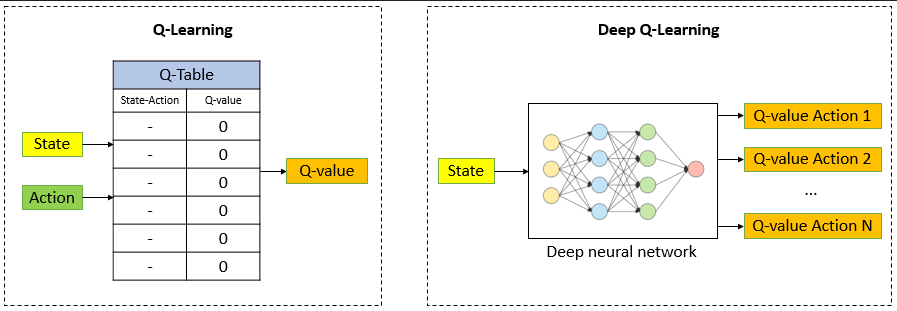 Q-Learning
Q-Table
State-Action Q-value
- 0
- 0
- 0
- 0
- 0
- 0
State
Action
Q-value
Deep Q-Learning
State
Deep neural network
Q-value Action 1
Q-value Action 2
...
Q-value Action N